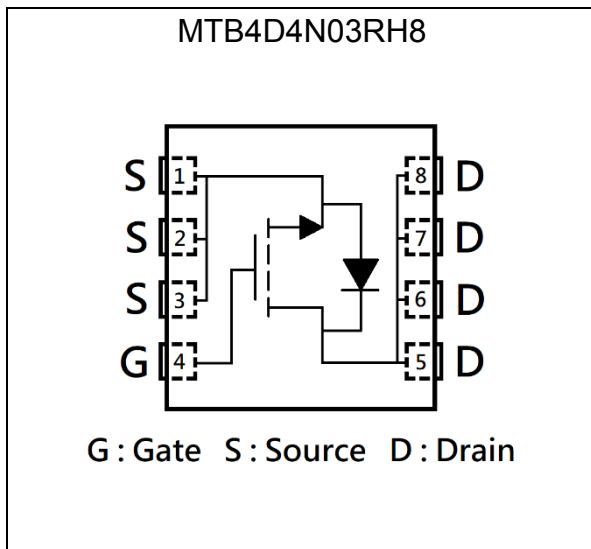 MTB4D4N03RH8
S 1 8 D
S 2 7 D
S 3 6 D
G 4 5 D
G : Gate S : Source D : Drain